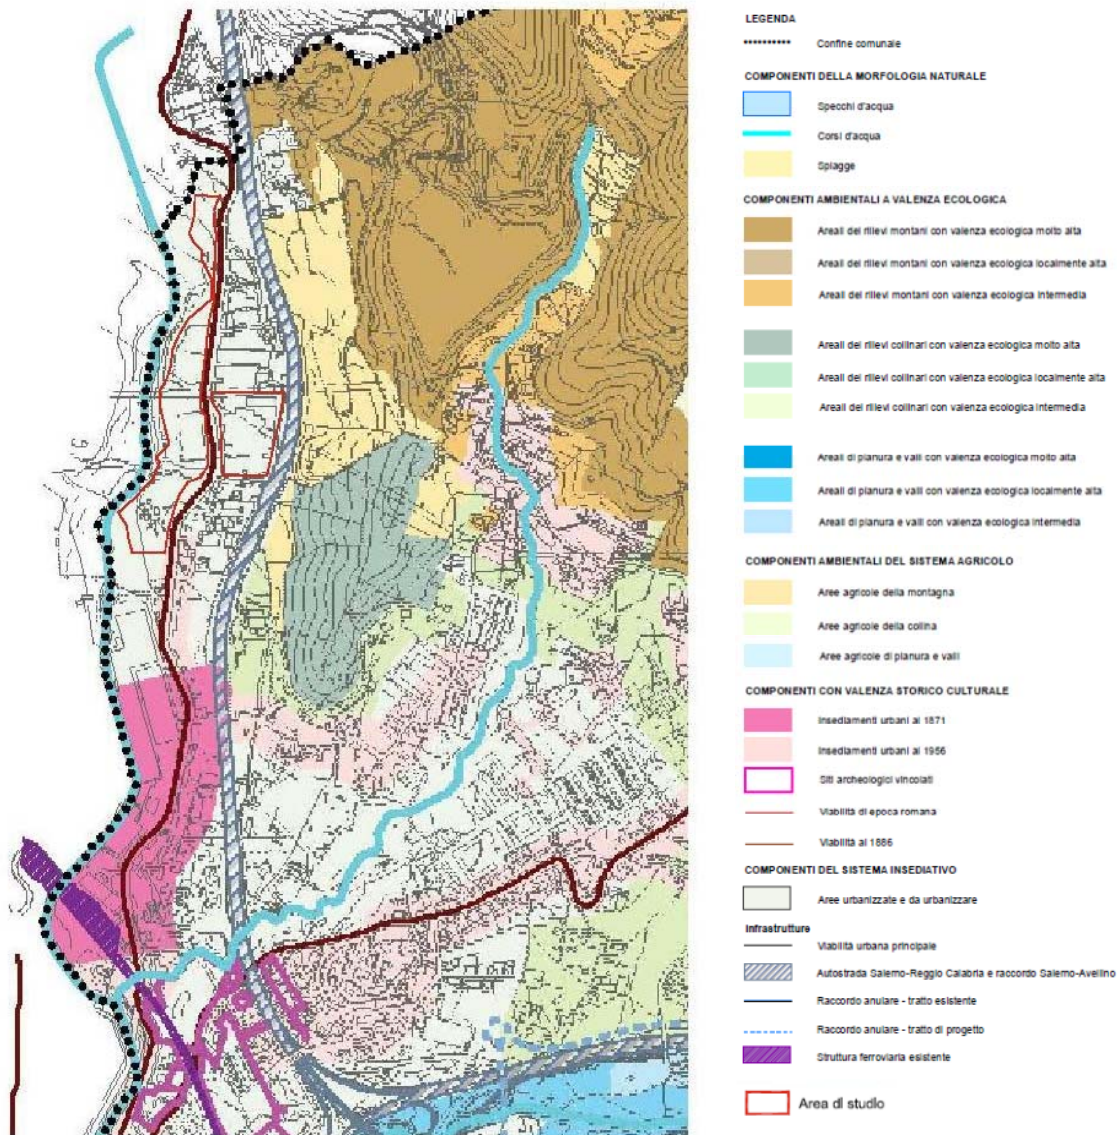 LEGENDA
Confine comunale
COMPONENTI DELLA MORFOLOGIA NATURALE
Specchi d'acqua
Corsi d'acqua
Spiagge
COMPONENTI AMBIENTALI A VALENZA ECOLOGICA
Areali dei rilievi montani con valenza ecologica molto alta
Areali dei rilievi montani con valenza ecologica localmente alta
Areali dei rilievi montani con valenza ecologica intermedia
Areali dei rilievi collinari con valenza ecologica molto alta
Areali dei rilievi collinari con valenza ecologica localmente alta
Areali dei rilievi collinari con valenza ecologica intermedia
Areali di pianura e valli con valenza ecologica molto alta
Areali di pianura e valli con valenza ecologica localmente alta
Areali di pianura e valli con valenza ecologica intermedia
COMPONENTI AMBIENTALI DEL SISTEMA AGRICOLO
Aree agricole della montagna
Aree agricole della collina
Aree agricole di pianura e valli
COMPONENTI CON VALENZA STORICO CULTURALE
Insediamenti urbani al 1871
Insediamenti urbani al 1956
Siti archeologici vincolati
Viabilità di epoca romana
Viabilità al 1886
COMPONENTI DEL SISTEMA INSEDIATIVO
Aree urbanizzate e da urbanizzare
Infrastrutture
Viabilità urbana principale
Autostrada Salerno-Reggio Calabria e raccordo Salerno-Avellino
Raccordo anulare - tratto esistente
Raccordo anulare - tratto di progetto
Struttura ferroviaria esistente
Area di studio